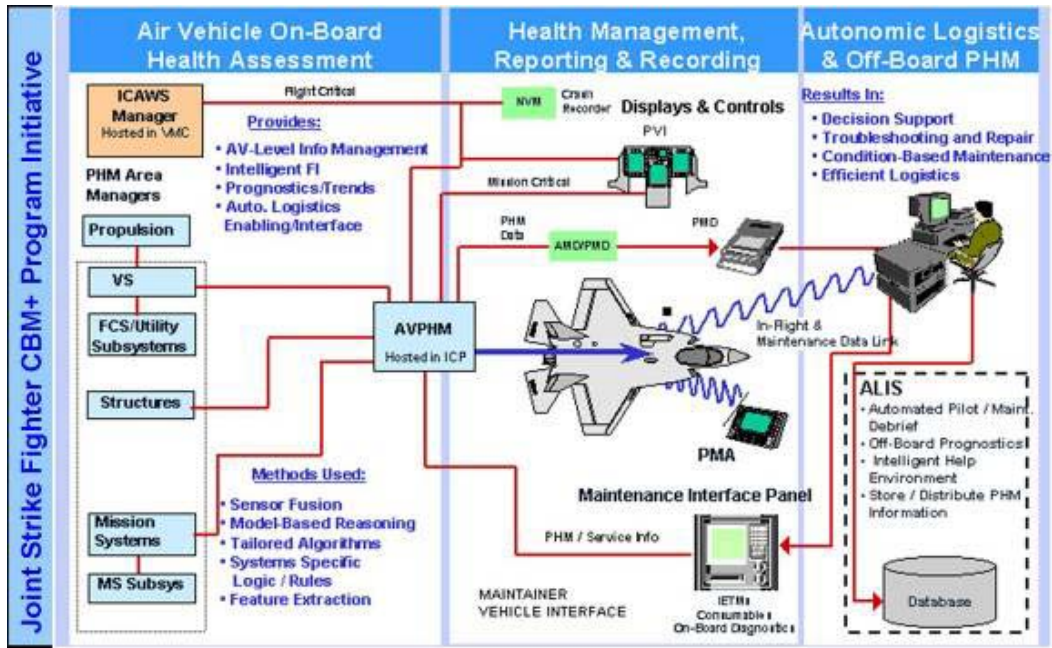 Joint Strike Fighter CBM+ Program Initiative
Air Vehicle On-Board
Health Assessment
Health Management,
Reporting & Recording
Autonomic Logistics
& Off-Board PHM
ICAWS
Manager
Hosted in VMC
Flight Critical
Provides:
• AV-Level Info Management
• Intelligent FI
• Prognostics/Trends
• Auto. Logistics
Enabling/Interface
PHM Area
Managers
Propulsion
VS
FCS/Utility
Subsystems
Structures
Mission
Systems
MS Subsys
AVPHM
Hosted in ICP
Methods Used:
• Sensor Fusion
• Model-Based Reasoning
• Tailored Algorithms
• Systems Specific
Logic / Rules
• Feature Extraction
NVM
Crash
Recorder
Displays & Controls
PVI
Mission Critical
PHM
Data
AMD/PMD
PMD
In-Flight &
Maintenance Data Link
PMA
Maintenance Interface Panel
PHM / Service Info
MAINTAINER
VEHICLE INTERFACE
IETMs
Consumables
On-Board Diagnostics
Results In:
• Decision Support
• Troubleshooting and Repair
• Condition-Based Maintenance
• Efficient Logistics
ALIS
• Automated Pilot / Maint.
Debrief
• Off-Board Prognostics
• Intelligent Help
Environment
• Store / Distribute PHM
Information
Database